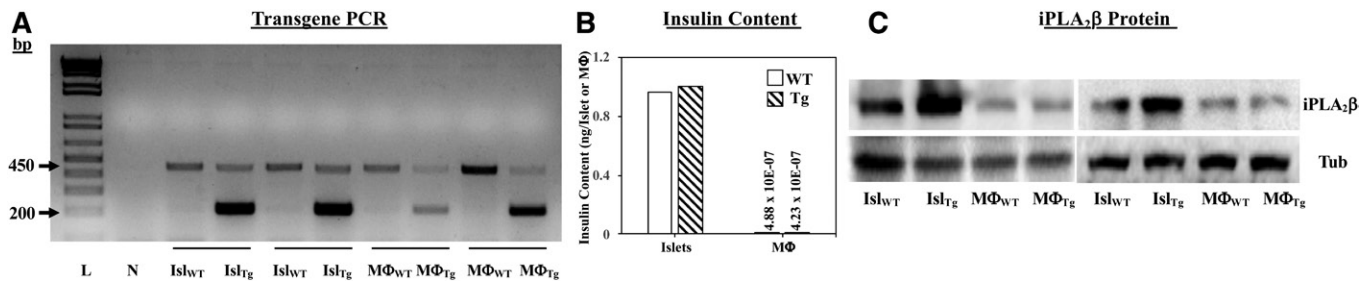 A
Transgene PCR
bp
450
200
L N IslWT IslTg IslWT IslTg MΦWT MΦTg MΦWT MΦTg
B
Insulin Content
Insulin Content (ng/Islet or MΦ)
1.2
0.8
0.4
0
WT
Tg
4.88 x 10E-07
4.23 x 10E-07
Islets MΦ
C
iPLA₂β Protein
iPLA₂β
Tub
IslWT IslTg MΦWT MΦTg IslWT IslTg MΦWT MΦTg